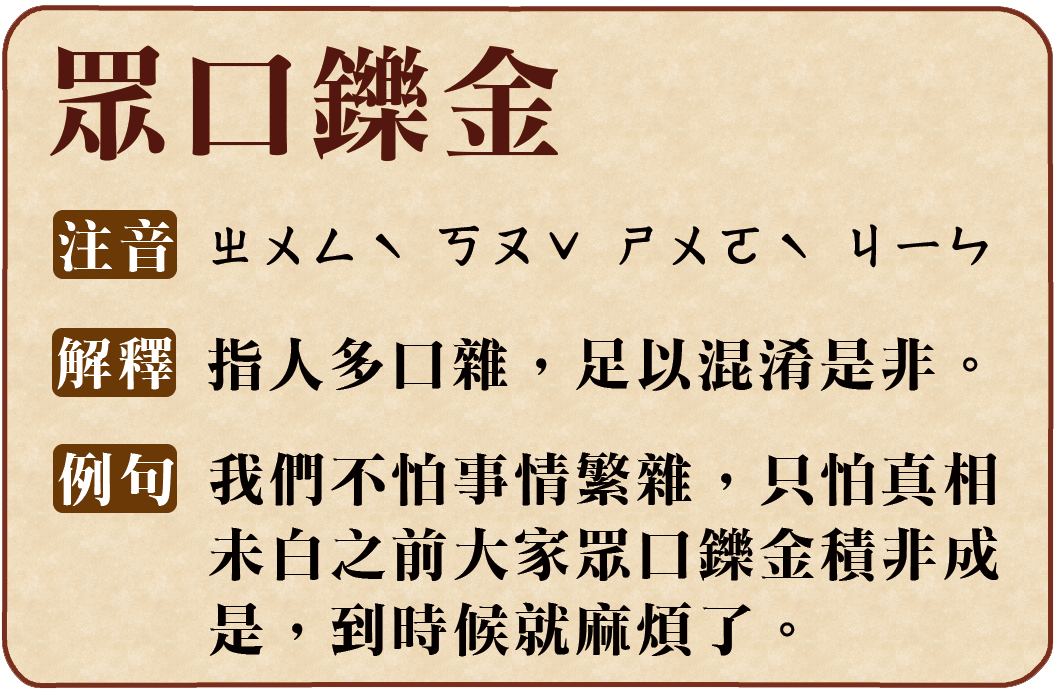 眾口鑠金
注音 ㄓㄨㄥˋ ㄎㄡˇ ㄕㄨㄛˋ ㄐㄧㄣ
解釋 指人多口雜，足以混淆是非。
例句 我們不怕事情繁雜，只怕真相
未白之前大家眾口鑠金積非成
是，到時候就麻煩了。